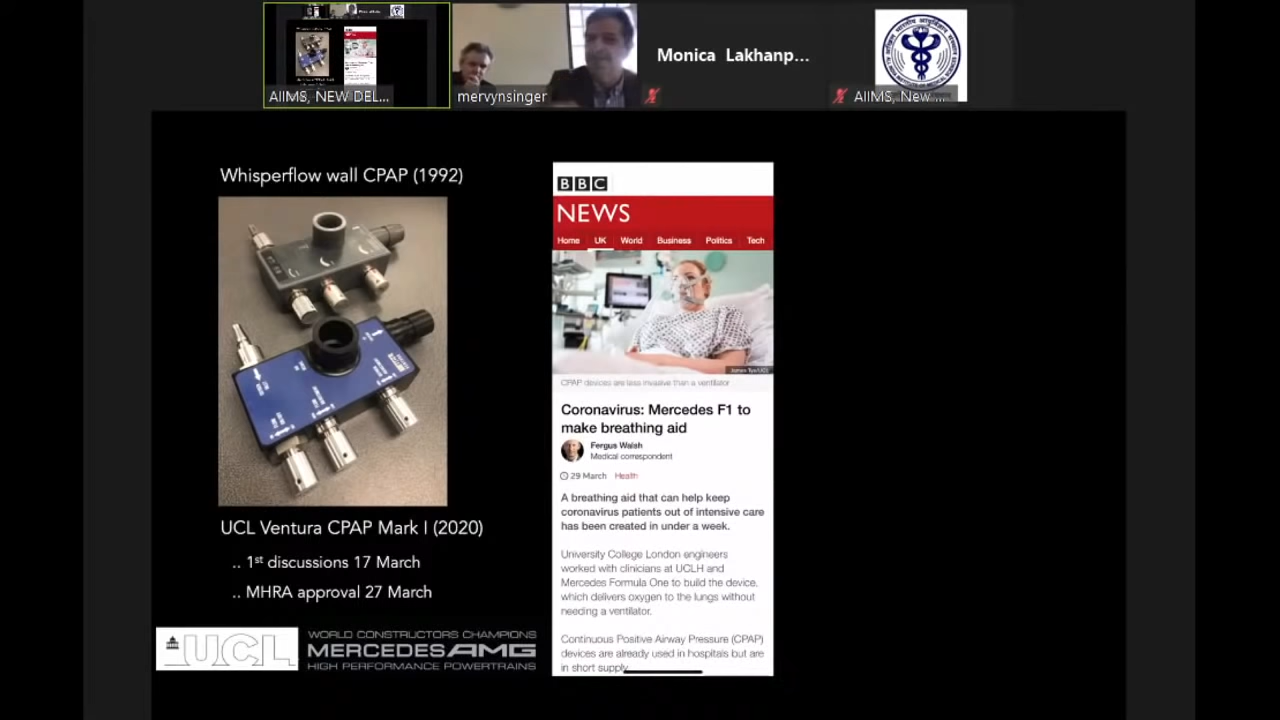 AIIMS, NEW DEL...
mervynsinger
Monica Lakhanp...
AIIMS, New ...
Whisperflow wall CPAP (1992)
UCL Ventura CPAP Mark I (2020)
.. 1st discussions 17 March
.. MHRA approval 27 March
UCL
WORLD CONSTRUCTORS CHAMPIONS
MERCEDES AMG
HIGH PERFORMANCE POWERTRAINS
BBC
NEWS
Home UK World Business Politics Tech
CPAP devices are less invasive than a ventilator
Coronavirus: Mercedes F1 to
make breathing aid
Fergus Walsh
Medical correspondent
29 March Health
A breathing aid that can help keep
coronavirus patients out of intensive care
has been created in under a week.
University College London engineers
worked with clinicians at UCLH and
Mercedes Formula One to build the device,
which delivers oxygen to the lungs without
needing a ventilator.
Continuous Positive Airway Pressure (CPAP)
devices are already used in hospitals but are
in short supply